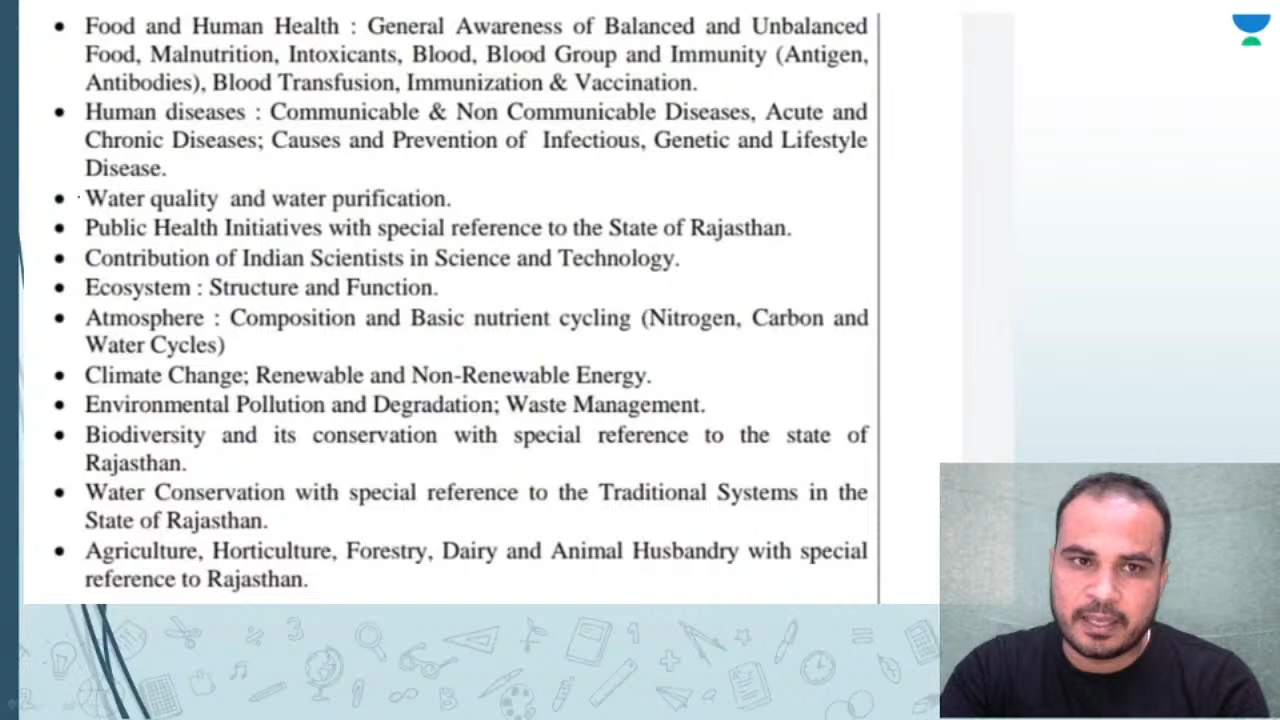 • Food and Human Health : General Awareness of Balanced and Unbalanced
Food, Malnutrition, Intoxicants, Blood, Blood Group and Immunity (Antigen,
Antibodies), Blood Transfusion, Immunization & Vaccination.
• Human diseases : Communicable & Non Communicable Diseases, Acute and
Chronic Diseases; Causes and Prevention of Infectious, Genetic and Lifestyle
Disease.
• Water quality and water purification.
• Public Health Initiatives with special reference to the State of Rajasthan.
• Contribution of Indian Scientists in Science and Technology.
• Ecosystem : Structure and Function.
• Atmosphere : Composition and Basic nutrient cycling (Nitrogen, Carbon and
Water Cycles)
• Climate Change; Renewable and Non-Renewable Energy.
• Environmental Pollution and Degradation; Waste Management.
• Biodiversity and its conservation with special reference to the state of
Rajasthan.
• Water Conservation with special reference to the Traditional Systems in the
State of Rajasthan.
• Agriculture, Horticulture, Forestry, Dairy and Animal Husbandry with special
reference to Rajasthan.